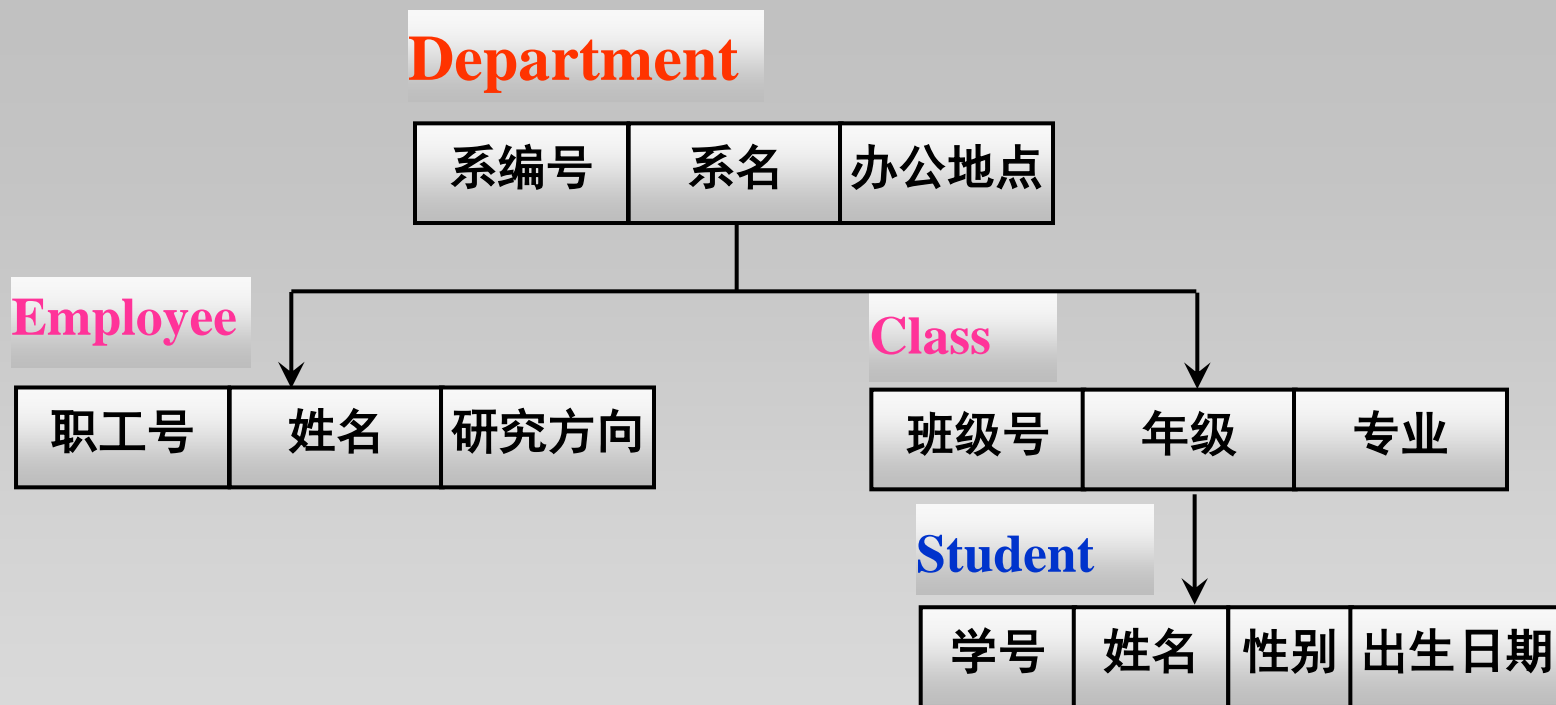 Department
系编号 系名 办公地点
Employee
职工号 姓名 研究方向
Class
班级号 年级 专业
Student
学号 姓名 性别 出生日期